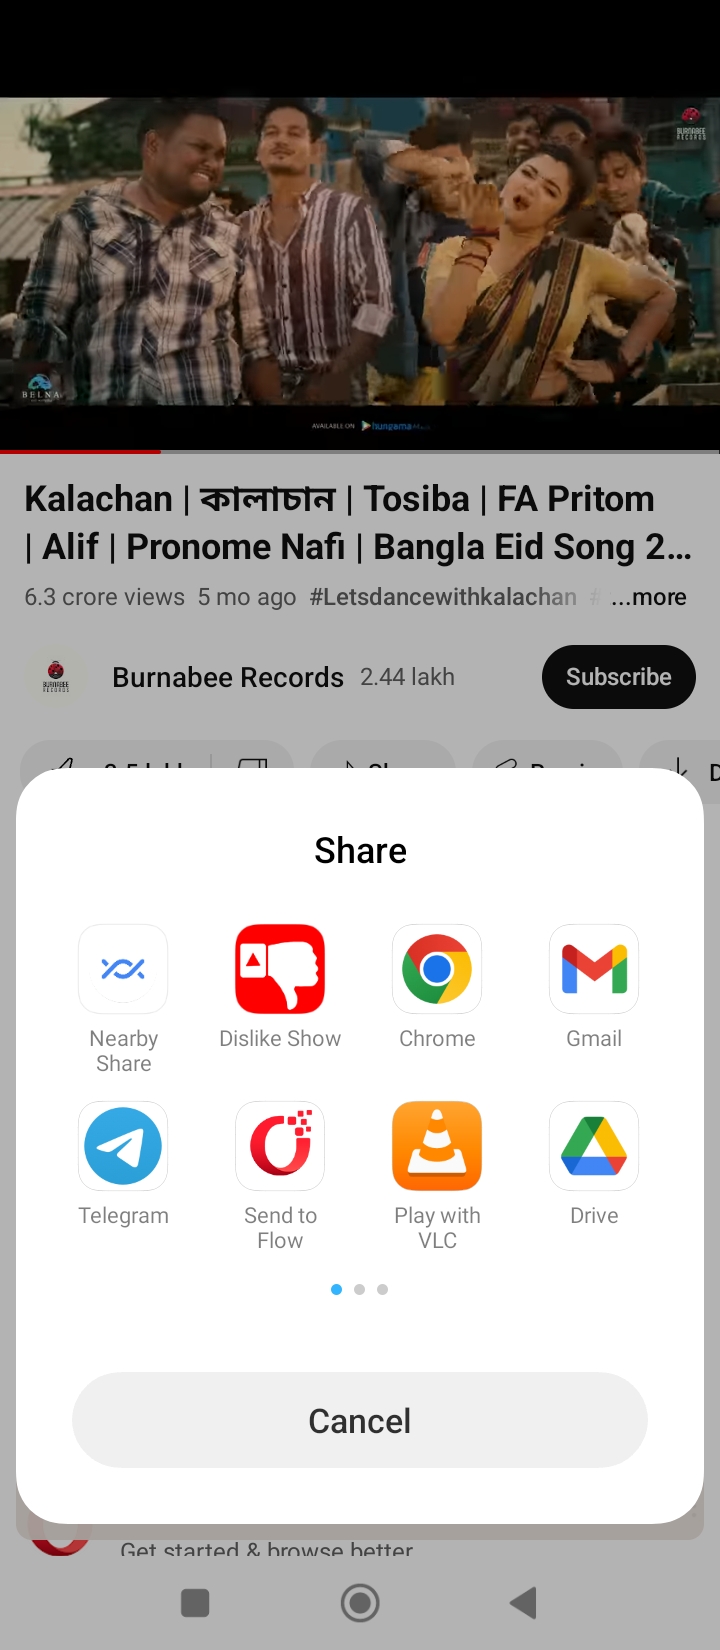 BURNABEE
RECORDS
BELNA
AVAILABLE ON hungama
Kalachan | কালাচান | Tosiba | FA Pritom
| Alif | Pronome Nafi | Bangla Eid Song 2...
6.3 crore views 5 mo ago #Letsdancewithkalachan # ...more
BURNABEE
RECORDS
Burnabee Records 2.44 lakh
Subscribe
Share
Nearby
Share
Dislike Show
Chrome
Gmail
Telegram
Send to
Flow
Play with
VLC
Drive
Cancel
Get started & browse better